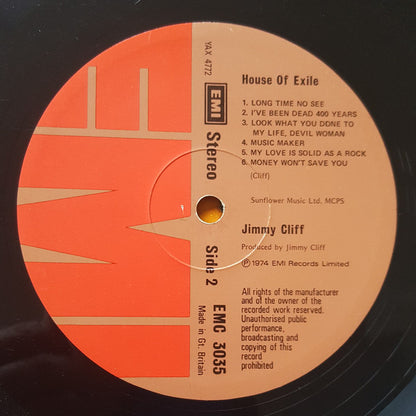 House Of Exile
1. LONG TIME NO SEE
2. I'VE BEEN DEAD 400 YEARS
3. LOOK WHAT YOU DONE TO
MY LIFE, DEVIL WOMAN
4. MUSIC MAKER
5. MY LOVE IS SOLID AS A ROCK
6. MONEY WON'T SAVE YOU
(Cliff)
Sunflower Music Ltd. MCPS
Jimmy Cliff
Produced by Jimmy Cliff
Ⓟ 1974 EMI Records Limited
All rights of the manufacturer
and of the owner of the
recorded work reserved.
Unauthorised public
performance,
broadcasting and
copying of this
record
prohibited
YAX 4772
EMI
Stereo
Side 2
EMC 3035
Made in Gt. Britain
EMI